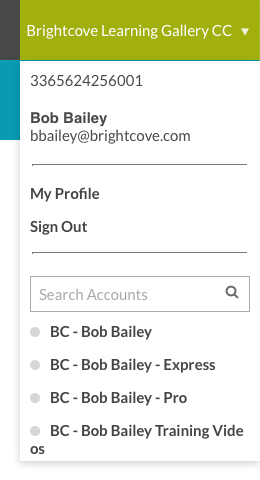 Brightcove Learning Gallery CC
3365624256001
Bob Bailey
bbailey@brightcove.com
My Profile
Sign Out
Search Accounts
BC - Bob Bailey
BC - Bob Bailey - Express
BC - Bob Bailey - Pro
BC - Bob Bailey Training Vide
os